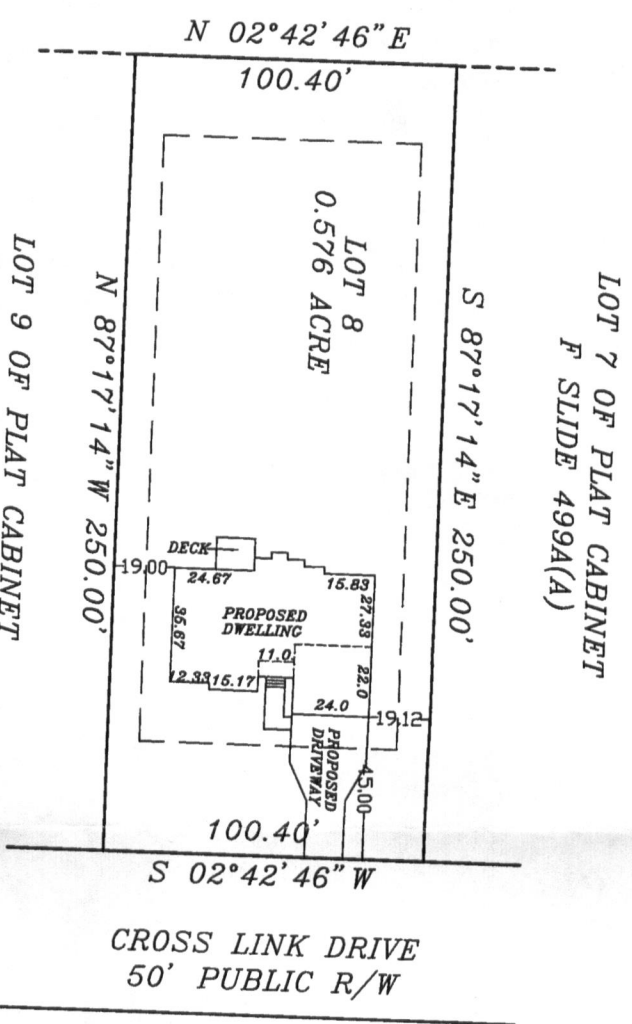 N 02°42'46"E
100.40'
LOT 8
0.576 ACRE
LOT 7 OF PLAT CABINET
F SLIDE 499A(A)
S 87°17'14"E 250.00'
N 87°17'14"W 250.00'
LOT 9 OF PLAT CABINET
DECK
19.00
24.67
15.83
27.33
PROPOSED
DWELLING
35.67
11.0
22.0
12.33
15.17
24.0
19.12
PROPOSED
DRIVEWAY
45.00
100.40'
S 02°42'46"W
CROSS LINK DRIVE
50' PUBLIC R/W